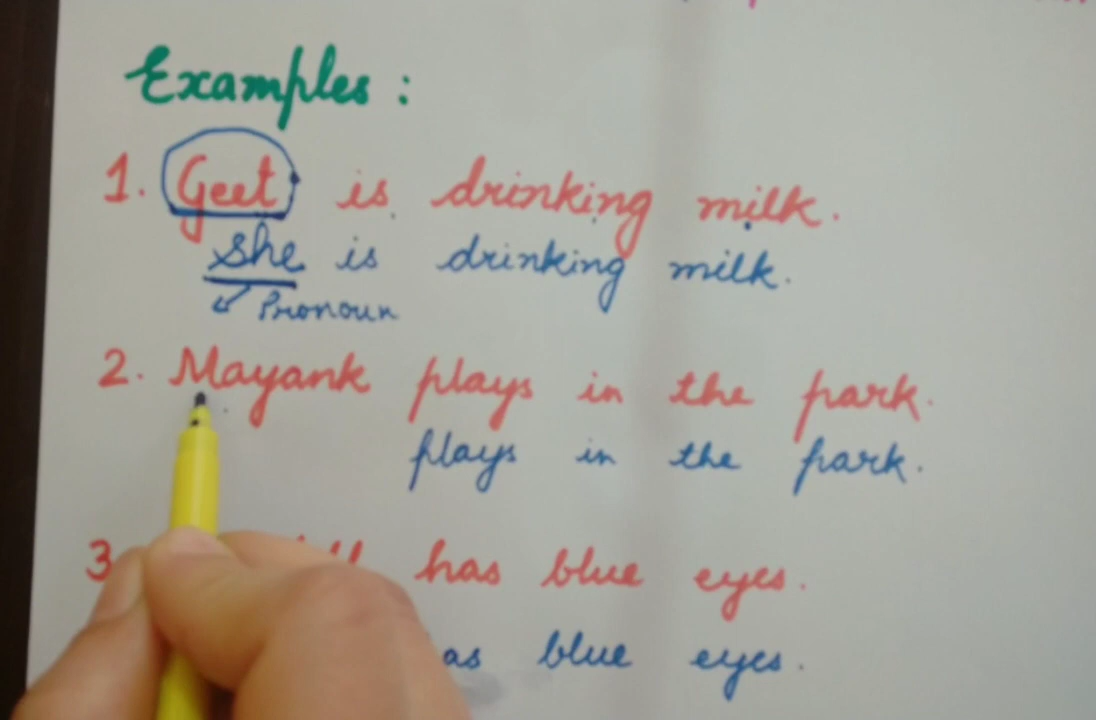 Examples :
1. Geet is drinking milk.
she is drinking milk.
↙ Pronoun
2. Mayank plays in the park.
plays in the park.
3. has blue eyes.
blue eyes.